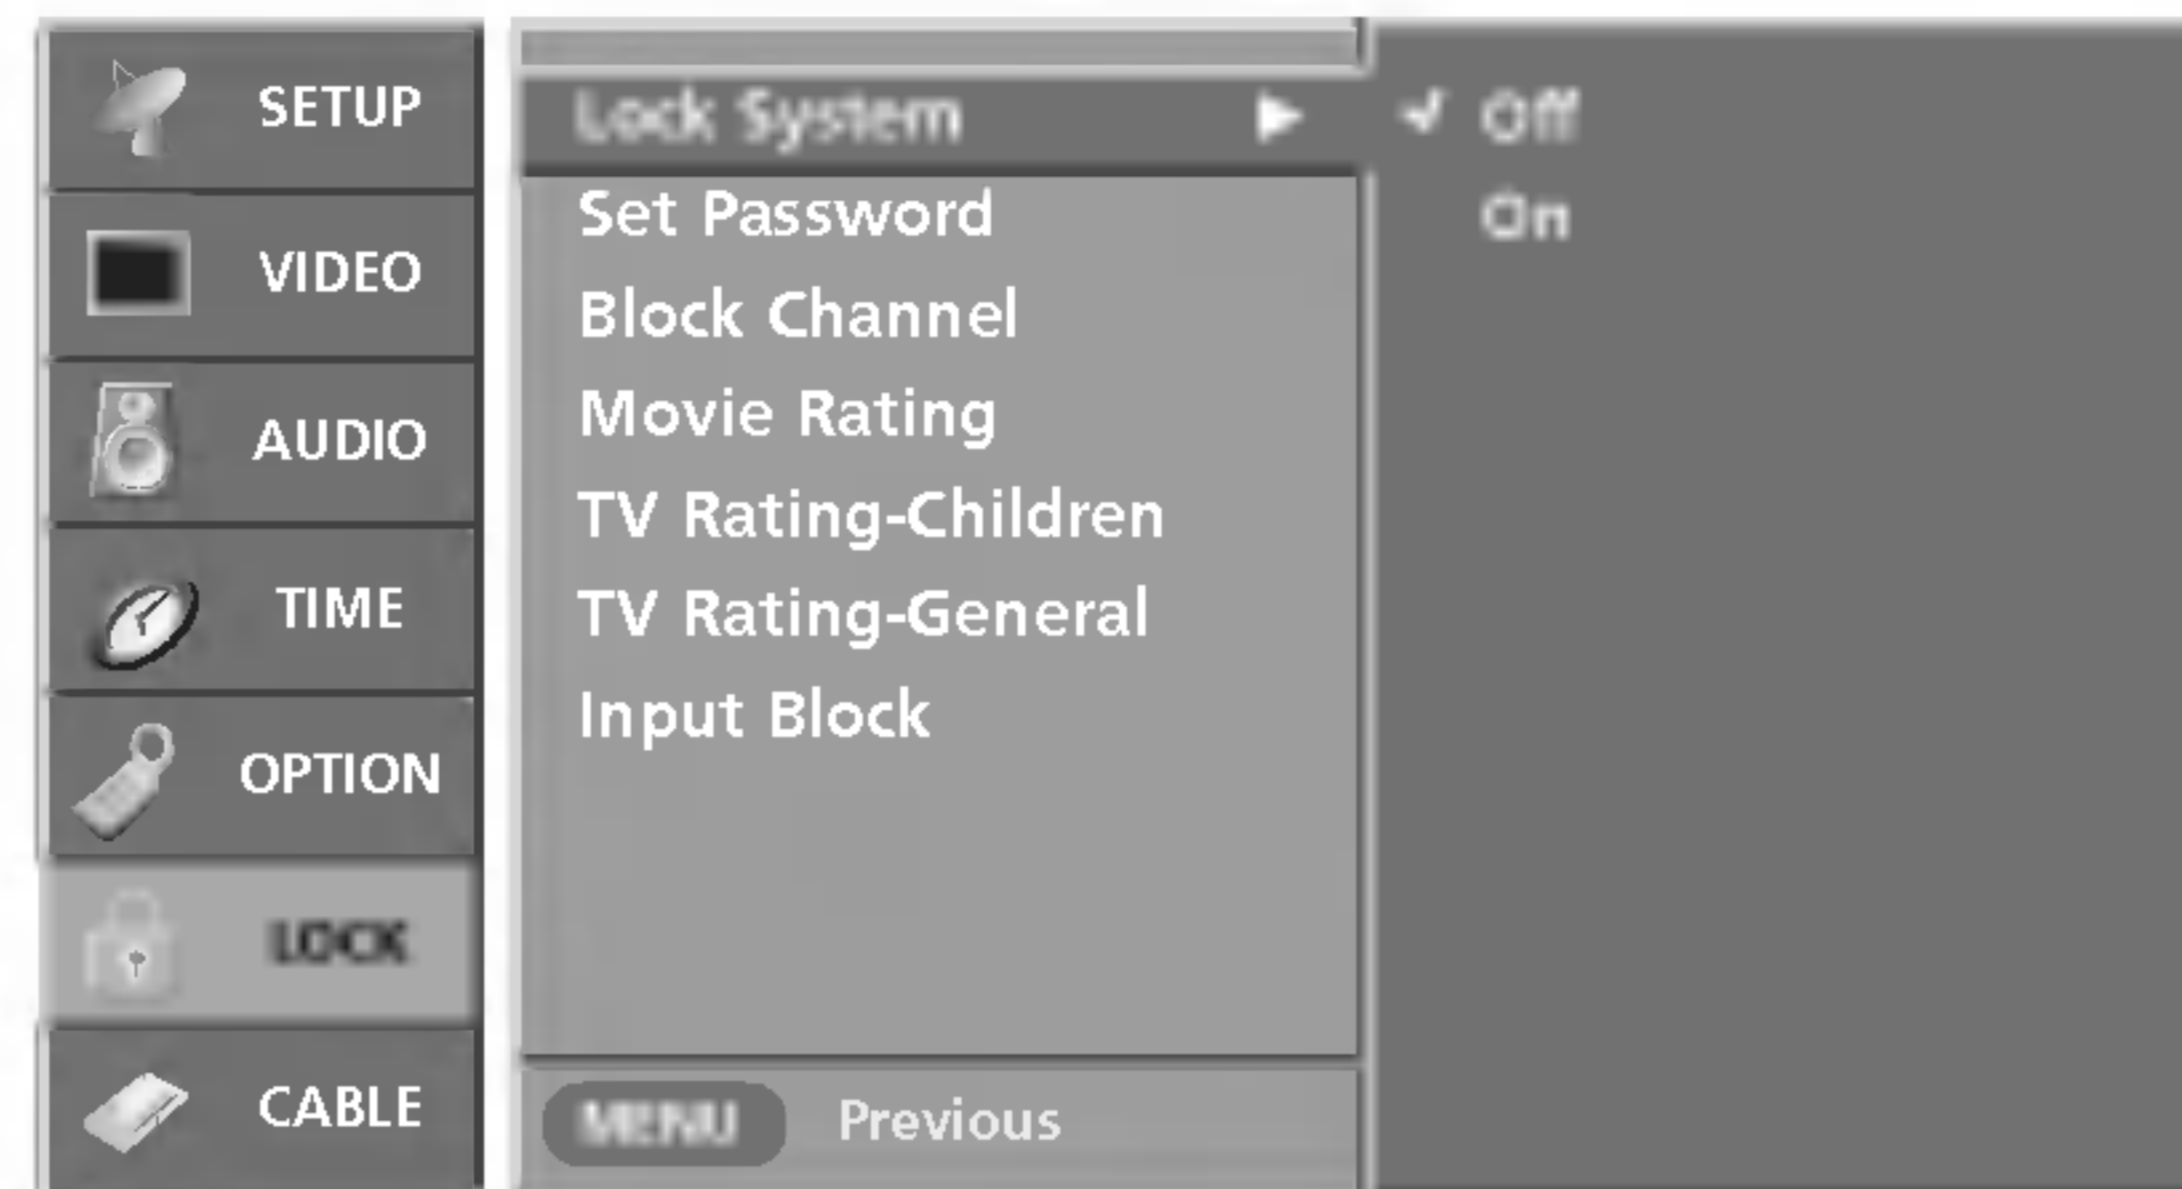 SETUP
VIDEO
AUDIO
TIME
OPTION
LOCK
CABLE
Lock System
Set Password
Block Channel
Movie Rating
TV Rating-Children
TV Rating-General
Input Block
MENU Previous
Off
On